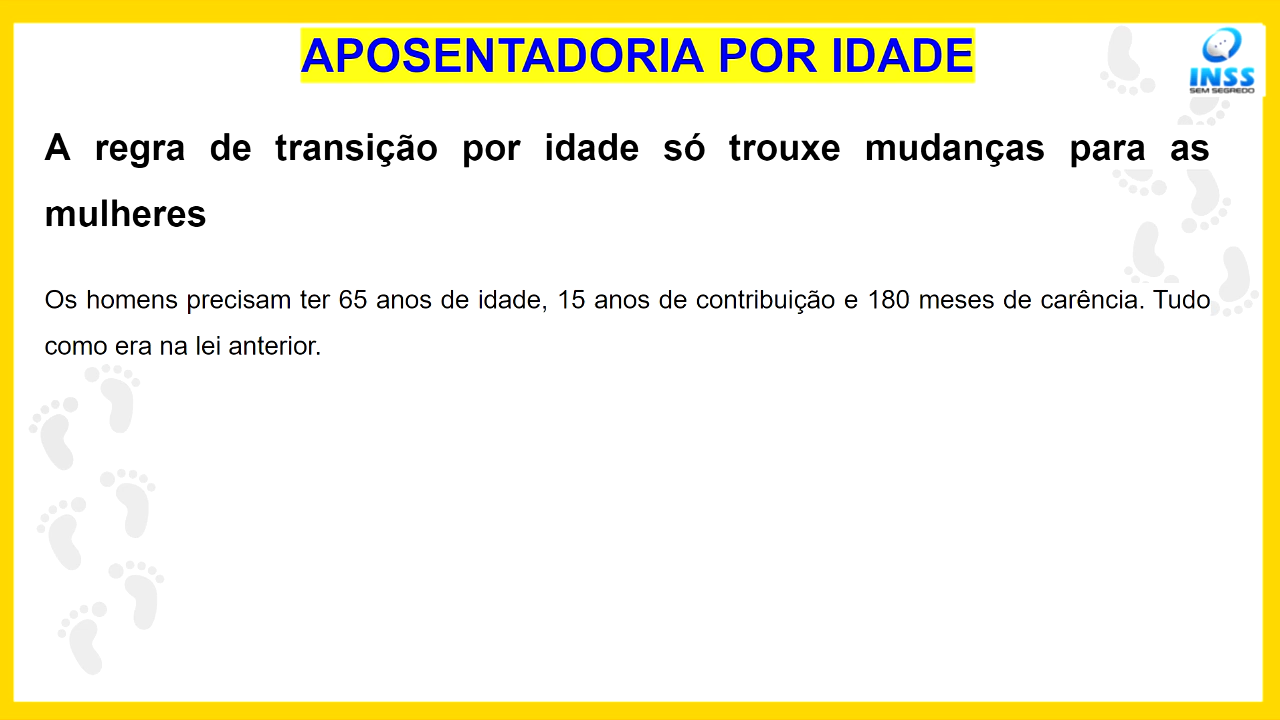 APOSENTADORIA POR IDADE
INSS
SEM SEGREDO
A regra de transição por idade só trouxe mudanças para as
mulheres
Os homens precisam ter 65 anos de idade, 15 anos de contribuição e 180 meses de carência. Tudo
como era na lei anterior.